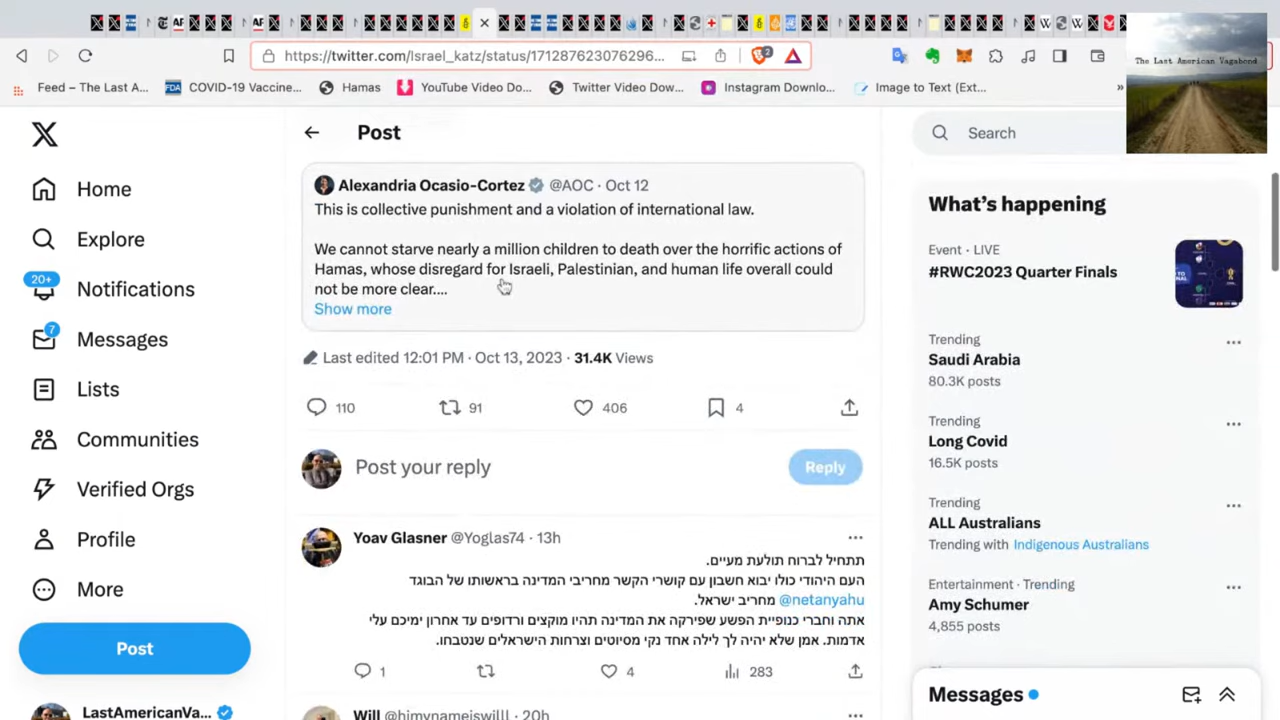 https://twitter.com/Israel_katz/status/171287623076296...
2
The Last American Vagabond
Feed – The Last A...
FDA
COVID-19 Vaccine...
Hamas
YouTube Video Do...
Twitter Video Dow...
Instagram Downlo...
Image to Text (Ext...
»
Home
Explore
20+
Notifications
7
Messages
Lists
Communities
Verified Orgs
Profile
More
Post
LastAmericanVa...
Post
Alexandria Ocasio-Cortez @AOC · Oct 12
This is collective punishment and a violation of international law.
We cannot starve nearly a million children to death over the horrific actions of
Hamas, whose disregard for Israeli, Palestinian, and human life overall could
not be more clear....
Show more
Last edited 12:01 PM · Oct 13, 2023 · 31.4K Views
110
91
406
4
Post your reply
Reply
Yoav Glasner @Yoglas74 · 13h
תתחיל לברוח תולעת מעיים.
העם היהודי כולו יבוא חשבון עם קושרי הקשר מחריבי המדינה בראשותו של הבוגד
@netanyahu מחריב ישראל.
אתה וחברי כנופיית הפשע שפירקה את המדינה תהיו מוקצים ורדופים עד אחרון ימיכם עלי
אדמות. אמן שלא יהיה לך לילה אחד נקי מסיוטים וצרחות הישראלים שנטבחו.
1
4
283
Will @himynameiswilll · 20h
Search
What's happening
Event · LIVE
#RWC2023 Quarter Finals
Trending
Saudi Arabia
80.3K posts
Trending
Long Covid
16.5K posts
Trending
ALL Australians
Trending with Indigenous Australians
Entertainment · Trending
Amy Schumer
4,855 posts
Messages